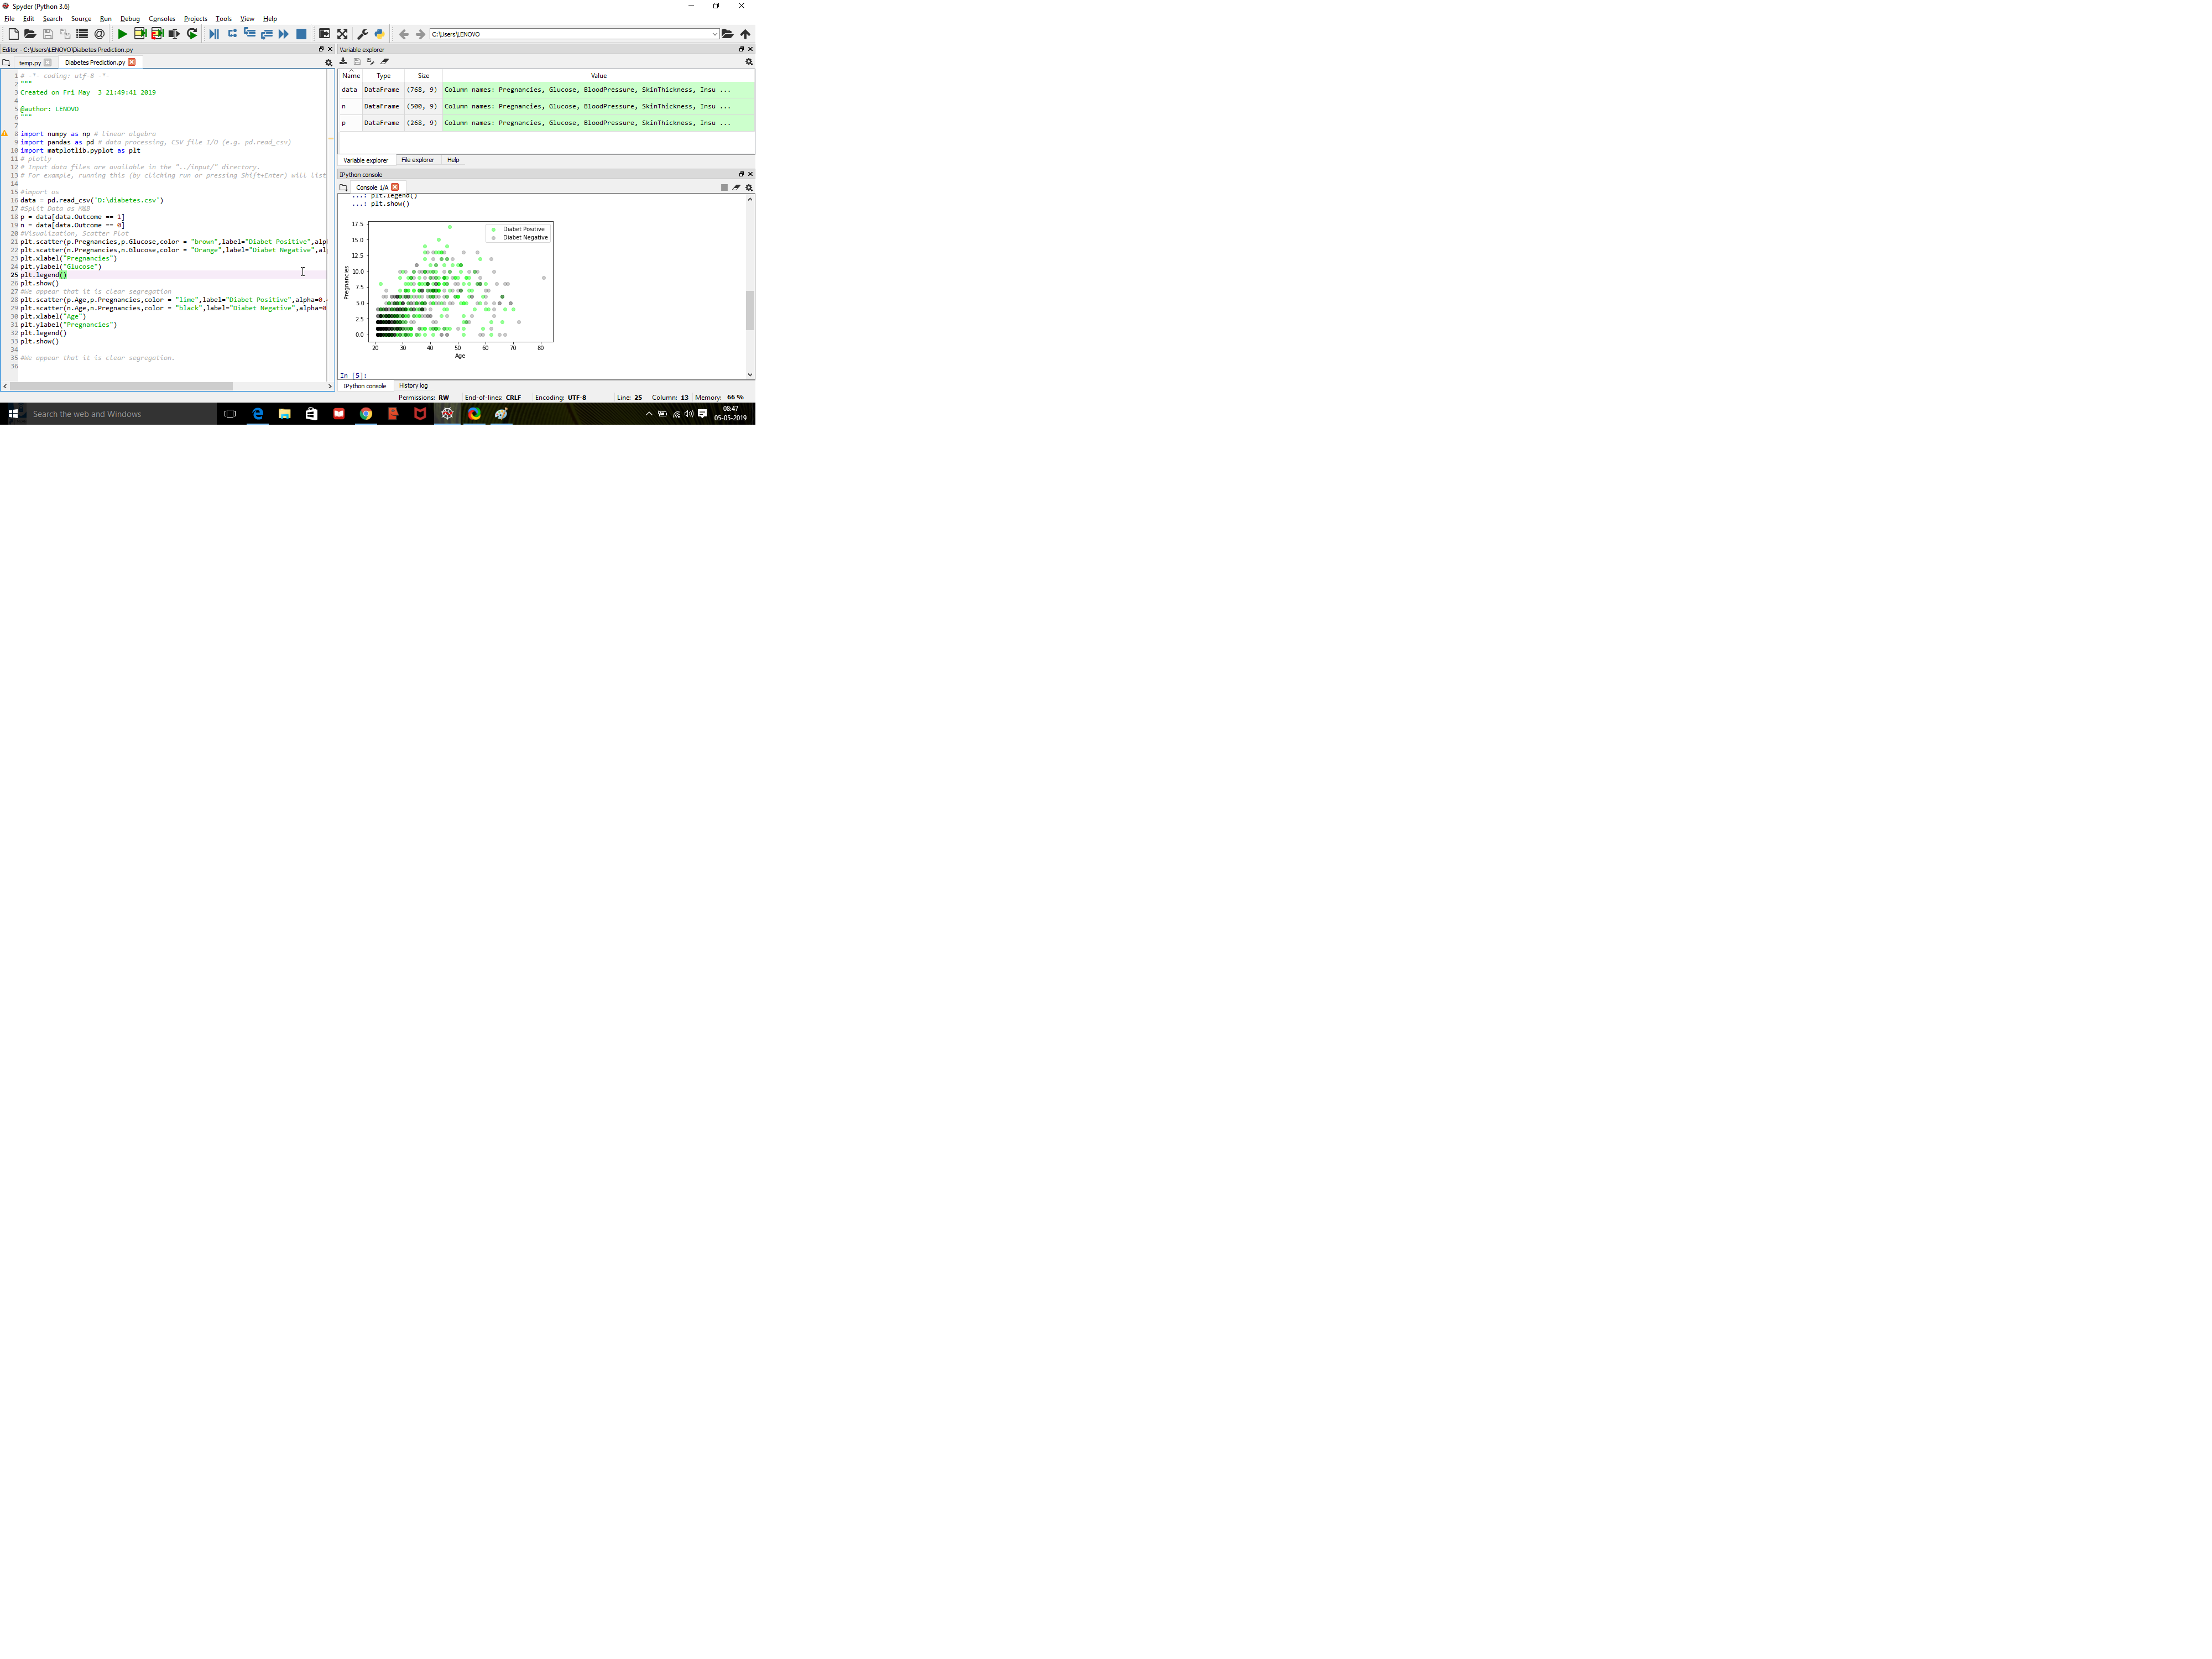 Spyder (Python 3.6)
File Edit Search Source Run Debug Consoles Projects Tools View Help
C:\Users\LENOVO
Editor - C:\Users\LENOVO\Diabetes Prediction.py
temp.py Diabetes Prediction.py
1 # -*- coding: utf-8 -*-
2 """
3 Created on Fri May  3 21:49:41 2019
4
5 @author: LENOVO
6 """
7
8 import numpy as np # linear algebra
9 import pandas as pd # data processing, CSV file I/O (e.g. pd.read_csv)
10 import matplotlib.pyplot as plt
11 # plotly
12 # Input data files are available in the "../input/" directory.
13 # For example, running this (by clicking run or pressing Shift+Enter) will list
14
15 #import os
16 data = pd.read_csv('D:\diabetes.csv')
17 #Split Data as M&B
18 p = data[data.Outcome == 1]
19 n = data[data.Outcome == 0]
20 #Visualization, Scatter Plot
21 plt.scatter(p.Pregnancies,p.Glucose,color = "brown",label="Diabet Positive",alp
22 plt.scatter(n.Pregnancies,n.Glucose,color = "Orange",label="Diabet Negative",al
23 plt.xlabel("Pregnancies")
24 plt.ylabel("Glucose")
25 plt.legend()
26 plt.show()
27 #We appear that it is clear segregation
28 plt.scatter(p.Age,p.Pregnancies,color = "lime",label="Diabet Positive",alpha=0.
29 plt.scatter(n.Age,n.Pregnancies,color = "black",label="Diabet Negative",alpha=0
30 plt.xlabel("Age")
31 plt.ylabel("Pregnancies")
32 plt.legend()
33 plt.show()
34
35 #We appear that it is clear segregation.
36
Variable explorer
Name Type Size Value
data DataFrame (768, 9) Column names: Pregnancies, Glucose, BloodPressure, SkinThickness, Insu ...
n DataFrame (500, 9) Column names: Pregnancies, Glucose, BloodPressure, SkinThickness, Insu ...
p DataFrame (268, 9) Column names: Pregnancies, Glucose, BloodPressure, SkinThickness, Insu ...
Variable explorer File explorer Help
IPython console
Console 1/A
...: plt.legend()
...: plt.show()
Diabet Positive
Diabet Negative
17.5
15.0
12.5
10.0
7.5
5.0
2.5
0.0
Pregnancies
20 30 40 50 60 70 80
Age
In [5]:
IPython console History log
Permissions: RW End-of-lines: CRLF Encoding: UTF-8 Line: 25 Column: 13 Memory: 66 %
Search the web and Windows
08:47
05-05-2019